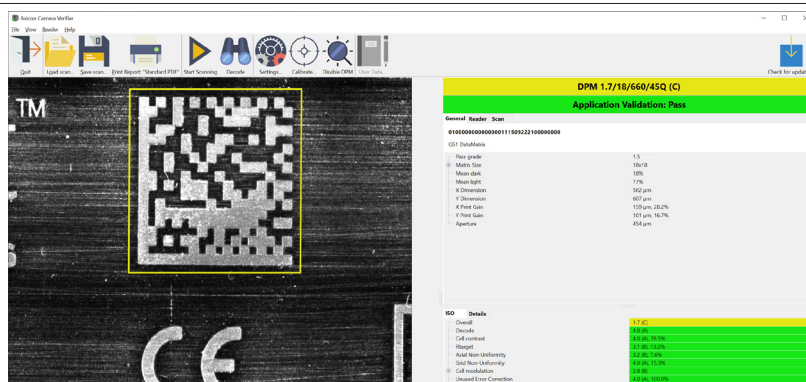 Axicon Camera Verifier
File View Reader Help
Quit Load scan... Save scan... Print Report: "Standard PDF" Start Scanning Decode Settings... Calibrate... Disable DPM User Data... Check for updat
TM
CE
DPM 1.7/18/660/45Q (C)
Application Validation: Pass
General Reader Scan
GS1 DataMatrix
Pass grade 1.5
Matrix Size 18x18
Mean dark 18%
Mean light 77%
X Dimension 562 µm
Y Dimension 607 µm
X Print Gain 159 µm, 28.2%
Y Print Gain 101 µm, 16.7%
Aperture 454 µm
ISO Details
Overall 1.7 (C)
Decode 4.0 (A)
Cell contrast 4.0 (A), 76.5%
Rtarget 3.1 (B), 13.2%
Axial Non-Uniformity 3.2 (B), 7.6%
Grid Non-Uniformity 4.0 (A), 15.3%
Cell modulation 2.8 (B)
Unused Error Correction 4.0 (A), 100.0%